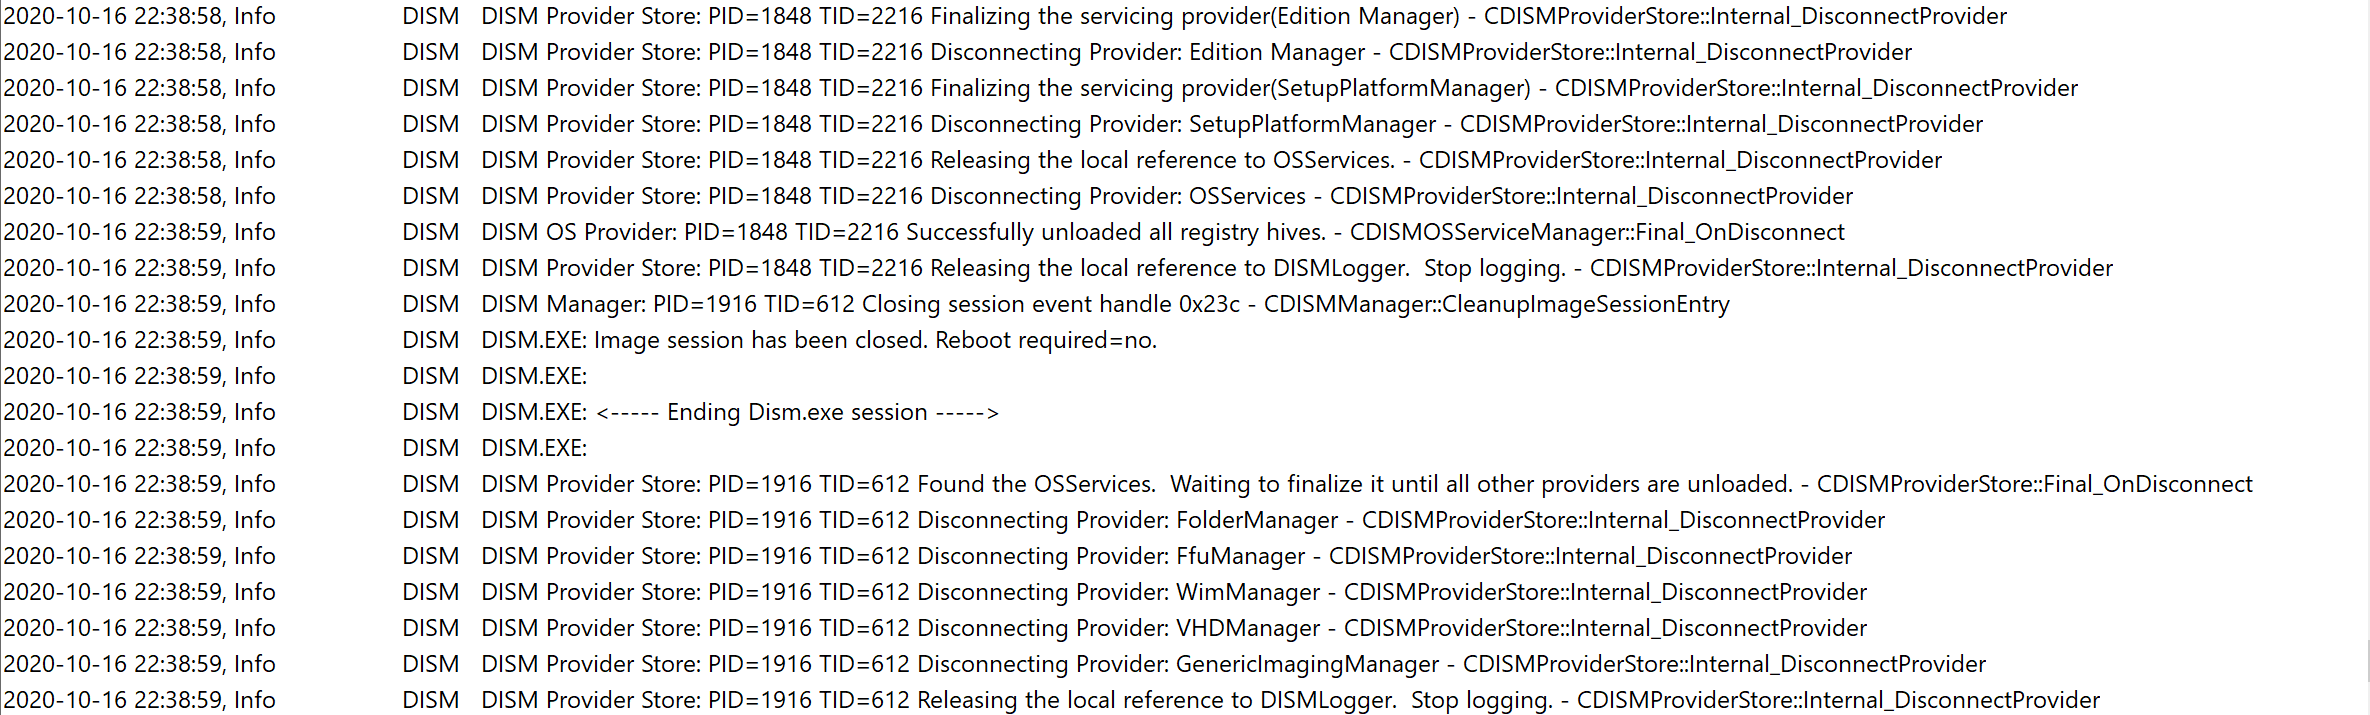 2020-10-16 22:38:58, Info DISM DISM Provider Store: PID=1848 TID=2216 Finalizing the servicing provider(Edition Manager) - CDISMProviderStore::Internal_DisconnectProvider
2020-10-16 22:38:58, Info DISM DISM Provider Store: PID=1848 TID=2216 Disconnecting Provider: Edition Manager - CDISMProviderStore::Internal_DisconnectProvider
2020-10-16 22:38:58, Info DISM DISM Provider Store: PID=1848 TID=2216 Finalizing the servicing provider(SetupPlatformManager) - CDISMProviderStore::Internal_DisconnectProvider
2020-10-16 22:38:58, Info DISM DISM Provider Store: PID=1848 TID=2216 Disconnecting Provider: SetupPlatformManager - CDISMProviderStore::Internal_DisconnectProvider
2020-10-16 22:38:58, Info DISM DISM Provider Store: PID=1848 TID=2216 Releasing the local reference to OSServices. - CDISMProviderStore::Internal_DisconnectProvider
2020-10-16 22:38:58, Info DISM DISM Provider Store: PID=1848 TID=2216 Disconnecting Provider: OSServices - CDISMProviderStore::Internal_DisconnectProvider
2020-10-16 22:38:59, Info DISM DISM OS Provider: PID=1848 TID=2216 Successfully unloaded all registry hives. - CDISMOSServiceManager::Final_OnDisconnect
2020-10-16 22:38:59, Info DISM DISM Provider Store: PID=1848 TID=2216 Releasing the local reference to DISMLogger.  Stop logging. - CDISMProviderStore::Internal_DisconnectProvider
2020-10-16 22:38:59, Info DISM DISM Manager: PID=1916 TID=612 Closing session event handle 0x23c - CDISMManager::CleanupImageSessionEntry
2020-10-16 22:38:59, Info DISM DISM.EXE: Image session has been closed. Reboot required=no.
2020-10-16 22:38:59, Info DISM DISM.EXE:
2020-10-16 22:38:59, Info DISM DISM.EXE: <----- Ending Dism.exe session ----->
2020-10-16 22:38:59, Info DISM DISM.EXE:
2020-10-16 22:38:59, Info DISM DISM Provider Store: PID=1916 TID=612 Found the OSServices.  Waiting to finalize it until all other providers are unloaded. - CDISMProviderStore::Final_OnDisconnect
2020-10-16 22:38:59, Info DISM DISM Provider Store: PID=1916 TID=612 Disconnecting Provider: FolderManager - CDISMProviderStore::Internal_DisconnectProvider
2020-10-16 22:38:59, Info DISM DISM Provider Store: PID=1916 TID=612 Disconnecting Provider: FfuManager - CDISMProviderStore::Internal_DisconnectProvider
2020-10-16 22:38:59, Info DISM DISM Provider Store: PID=1916 TID=612 Disconnecting Provider: WimManager - CDISMProviderStore::Internal_DisconnectProvider
2020-10-16 22:38:59, Info DISM DISM Provider Store: PID=1916 TID=612 Disconnecting Provider: VHDManager - CDISMProviderStore::Internal_DisconnectProvider
2020-10-16 22:38:59, Info DISM DISM Provider Store: PID=1916 TID=612 Disconnecting Provider: GenericImagingManager - CDISMProviderStore::Internal_DisconnectProvider
2020-10-16 22:38:59, Info DISM DISM Provider Store: PID=1916 TID=612 Releasing the local reference to DISMLogger.  Stop logging. - CDISMProviderStore::Internal_DisconnectProvider